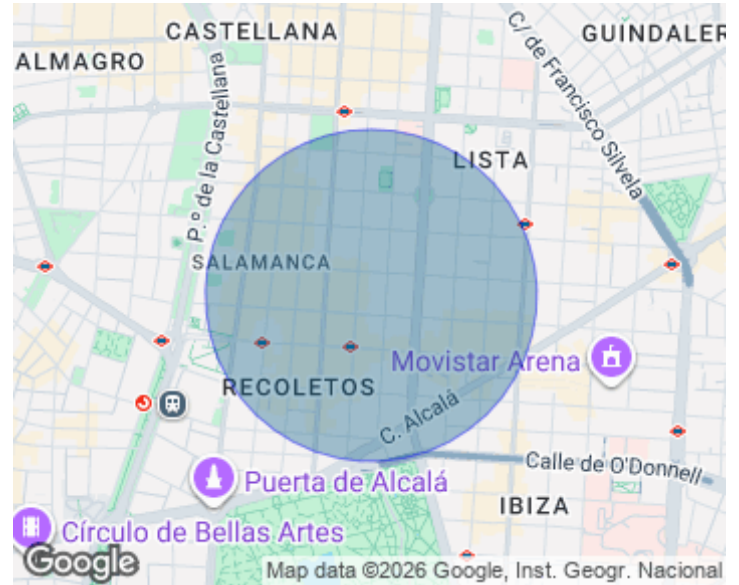 CASTELLANA
GUINDALER
ALMAGRO
C/ de Francisco Silvela
P.º de la Castellana
LISTA
SALAMANCA
Movistar Arena
RECOLETOS
C. Alcalá
Calle de O'Donnell
Puerta de Alcalá
IBIZA
Círculo de Bellas Artes
Google
Map data ©2026 Google, Inst. Geogr. Nacional